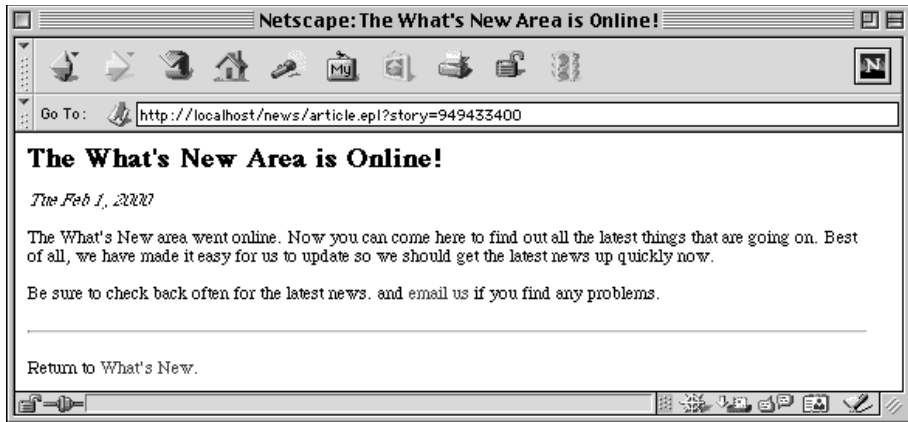 Netscape: The What's New Area is Online!
My
N
Go To: http://localhost/news/article.epl?story=949433400
The What's New Area is Online!
Tue Feb 1, 2000
The What's New area went online. Now you can come here to find out all the latest things that are going on. Best
of all, we have made it easy for us to update so we should get the latest news up quickly now.
Be sure to check back often for the latest news. and email us if you find any problems.
Return to What's New.